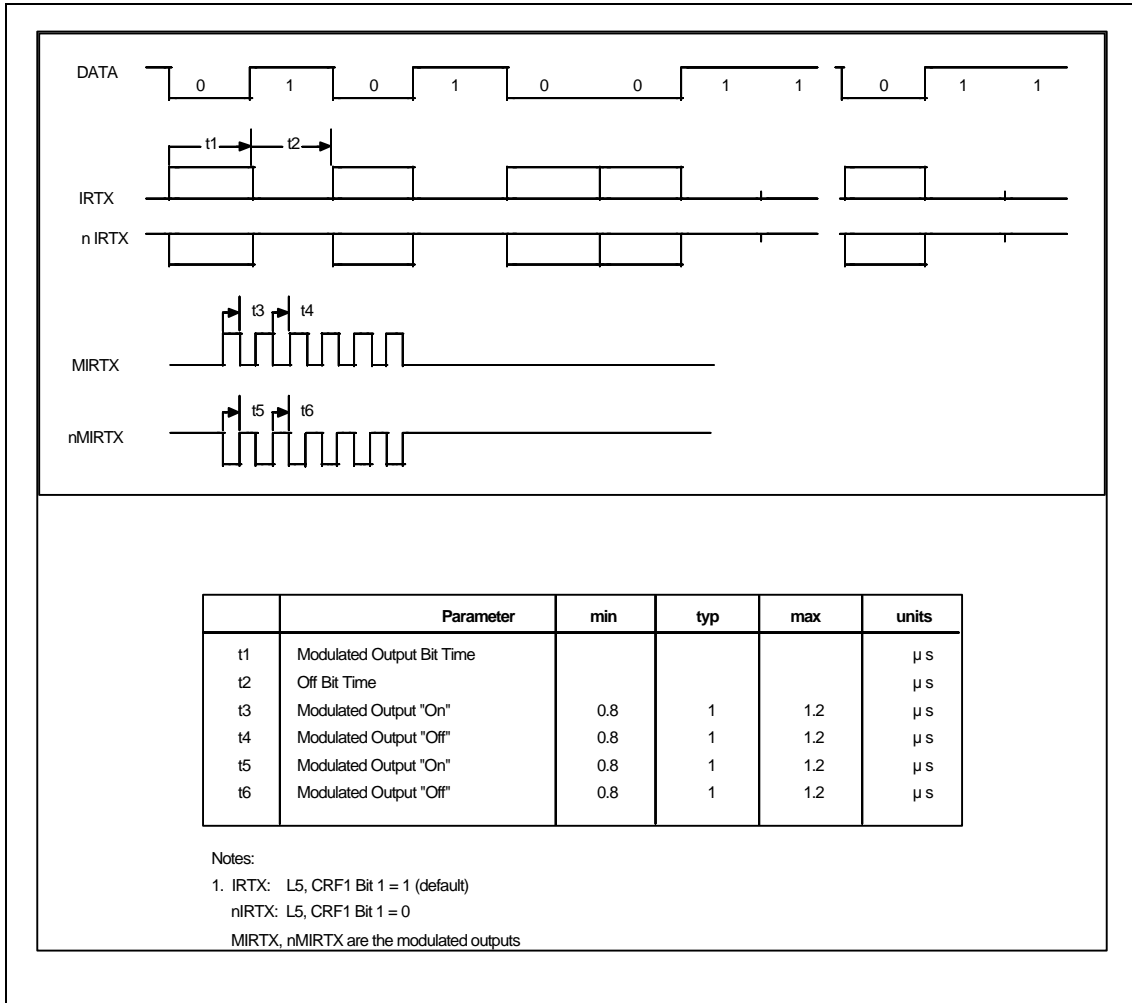 DATA 0 1 0 1 0 0 1 1 0 1 1
t1 t2
IRTX
n IRTX
t3 t4
MIRTX
t5 t6
nMIRTX
Parameter min typ max units
t1 Modulated Output Bit Time µ s
t2 Off Bit Time µ s
t3 Modulated Output "On" 0.8 1 1.2 µ s
t4 Modulated Output "Off" 0.8 1 1.2 µ s
t5 Modulated Output "On" 0.8 1 1.2 µ s
t6 Modulated Output "Off" 0.8 1 1.2 µ s
Notes:
1. IRTX: L5, CRF1 Bit 1 = 1 (default)
nIRTX: L5, CRF1 Bit 1 = 0
MIRTX, nMIRTX are the modulated outputs